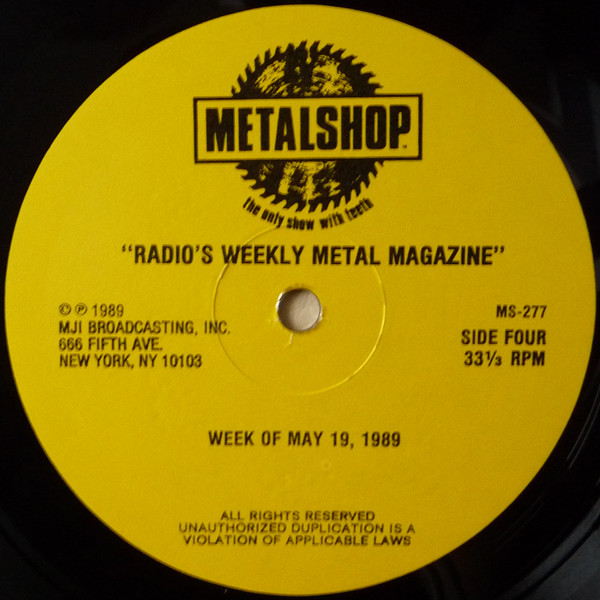 METALSHOP™
the only show with teeth
"RADIO'S WEEKLY METAL MAGAZINE"
© ℗ 1989
MJI BROADCASTING, INC.
666 FIFTH AVE.
NEW YORK, NY 10103
MS-277
SIDE FOUR
33⅓ RPM
WEEK OF MAY 19, 1989
ALL RIGHTS RESERVED
UNAUTHORIZED DUPLICATION IS A
VIOLATION OF APPLICABLE LAWS